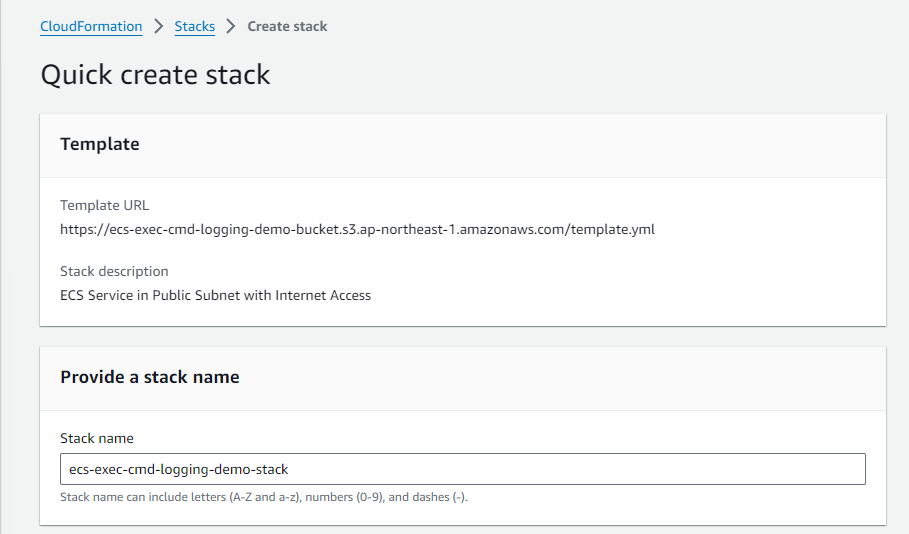 CloudFormation > Stacks > Create stack
Quick create stack
Template
Template URL
https://ecs-exec-cmd-logging-demo-bucket.s3.ap-northeast-1.amazonaws.com/template.yml
Stack description
ECS Service in Public Subnet with Internet Access
Provide a stack name
Stack name
ecs-exec-cmd-logging-demo-stack
Stack name can include letters (A-Z and a-z), numbers (0-9), and dashes (-).